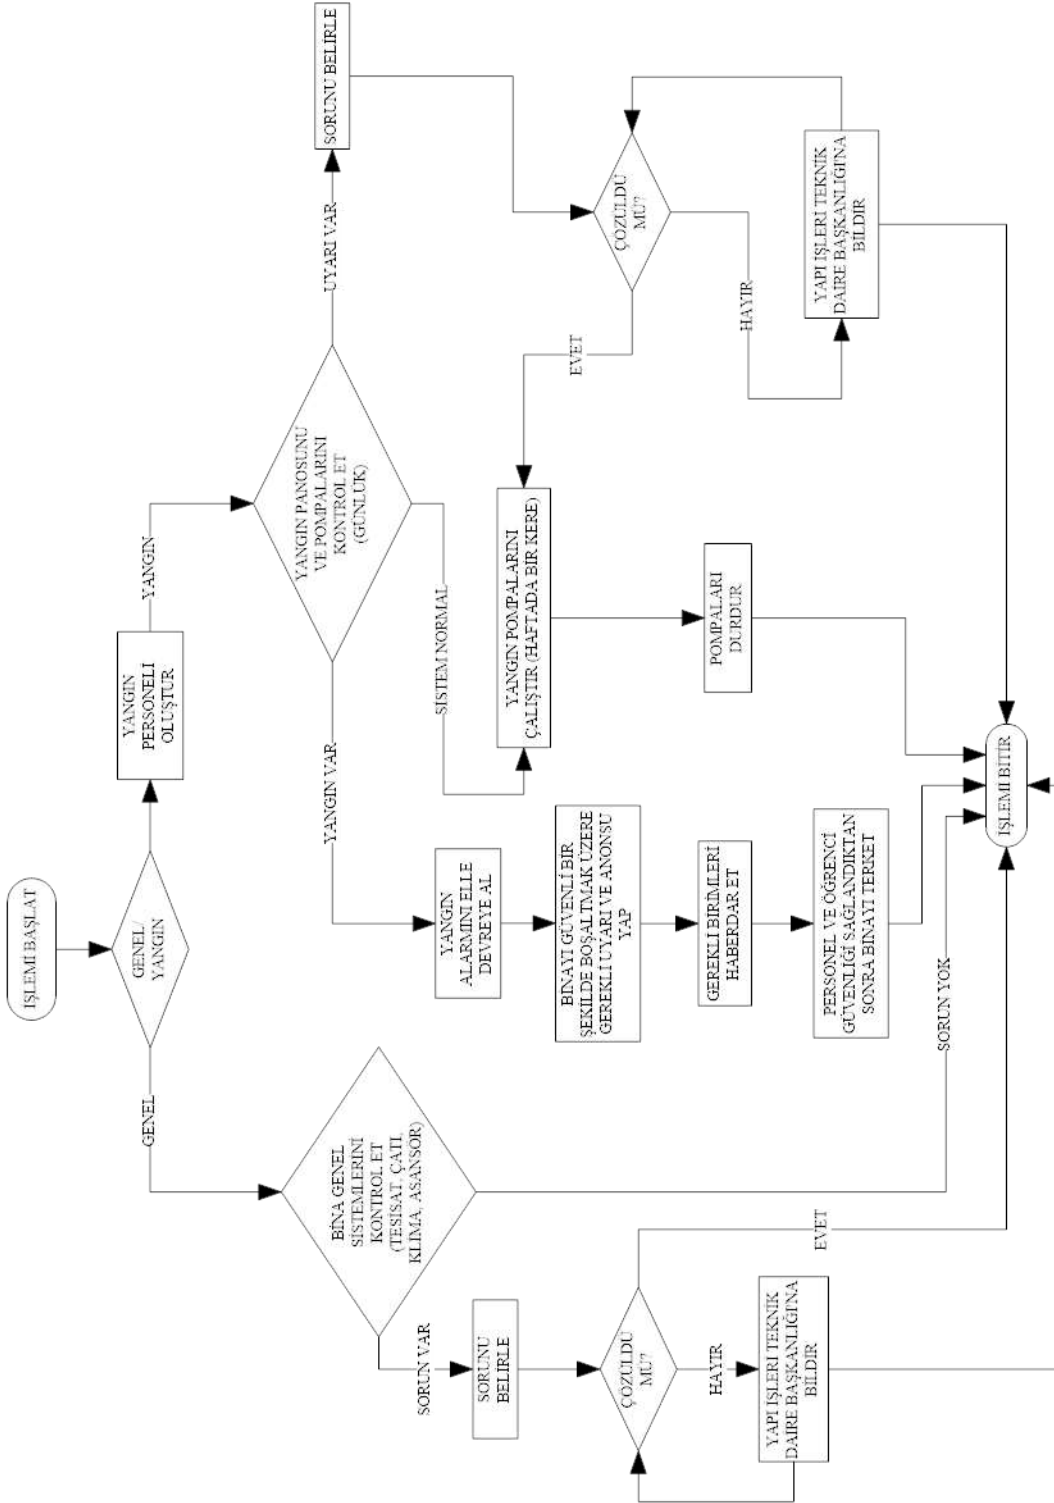 İŞLEMİ BAŞLAT
GENEL/
YANGIN
GENEL
YANGIN
PERSONELİ
OLUŞTUR
YANGIN
BİNA GENEL
SİSTEMLERİNİ
KONTROL ET
(TESİSAT, ÇATI,
KLİMA, ASANSÖR)
YANGIN PANOSUNU
VE POMPALARINI
KONTROL ET
(GÜNLÜK)
UYARI VAR
SORUNU BELİRLE
YANGIN VAR
SİSTEM NORMAL
SORUN VAR
SORUNU
BELİRLE
YANGIN
ALARMINI ELLE
DEVREYE AL
YANGIN POMPALARINI
ÇALIŞTIR (HAFTADA BİR KERE)
EVET
ÇÖZÜLDÜ
MÜ?
HAYIR
BİNAYI GÜVENLİ BİR
ŞEKİLDE BOŞALTMAK ÜZERE
GEREKLİ UYARI VE ANONSU
YAP
ÇÖZÜLDÜ
MÜ?
HAYIR
EVET
GEREKLİ BİRİMLERİ
HABERDAR ET
POMPALARI
DURDUR
YAPI İŞLERİ TEKNİK
DAİRE BAŞKANLIĞI'NA
BİLDİR
YAPI İŞLERİ TEKNİK
DAİRE BAŞKANLIĞI'NA
BİLDİR
PERSONEL VE ÖĞRENCİ
GÜVENLİĞİ SAĞLANDIKTAN
SONRA BİNAYI TERKET
SORUN YOK
İŞLEMİ BİTİR